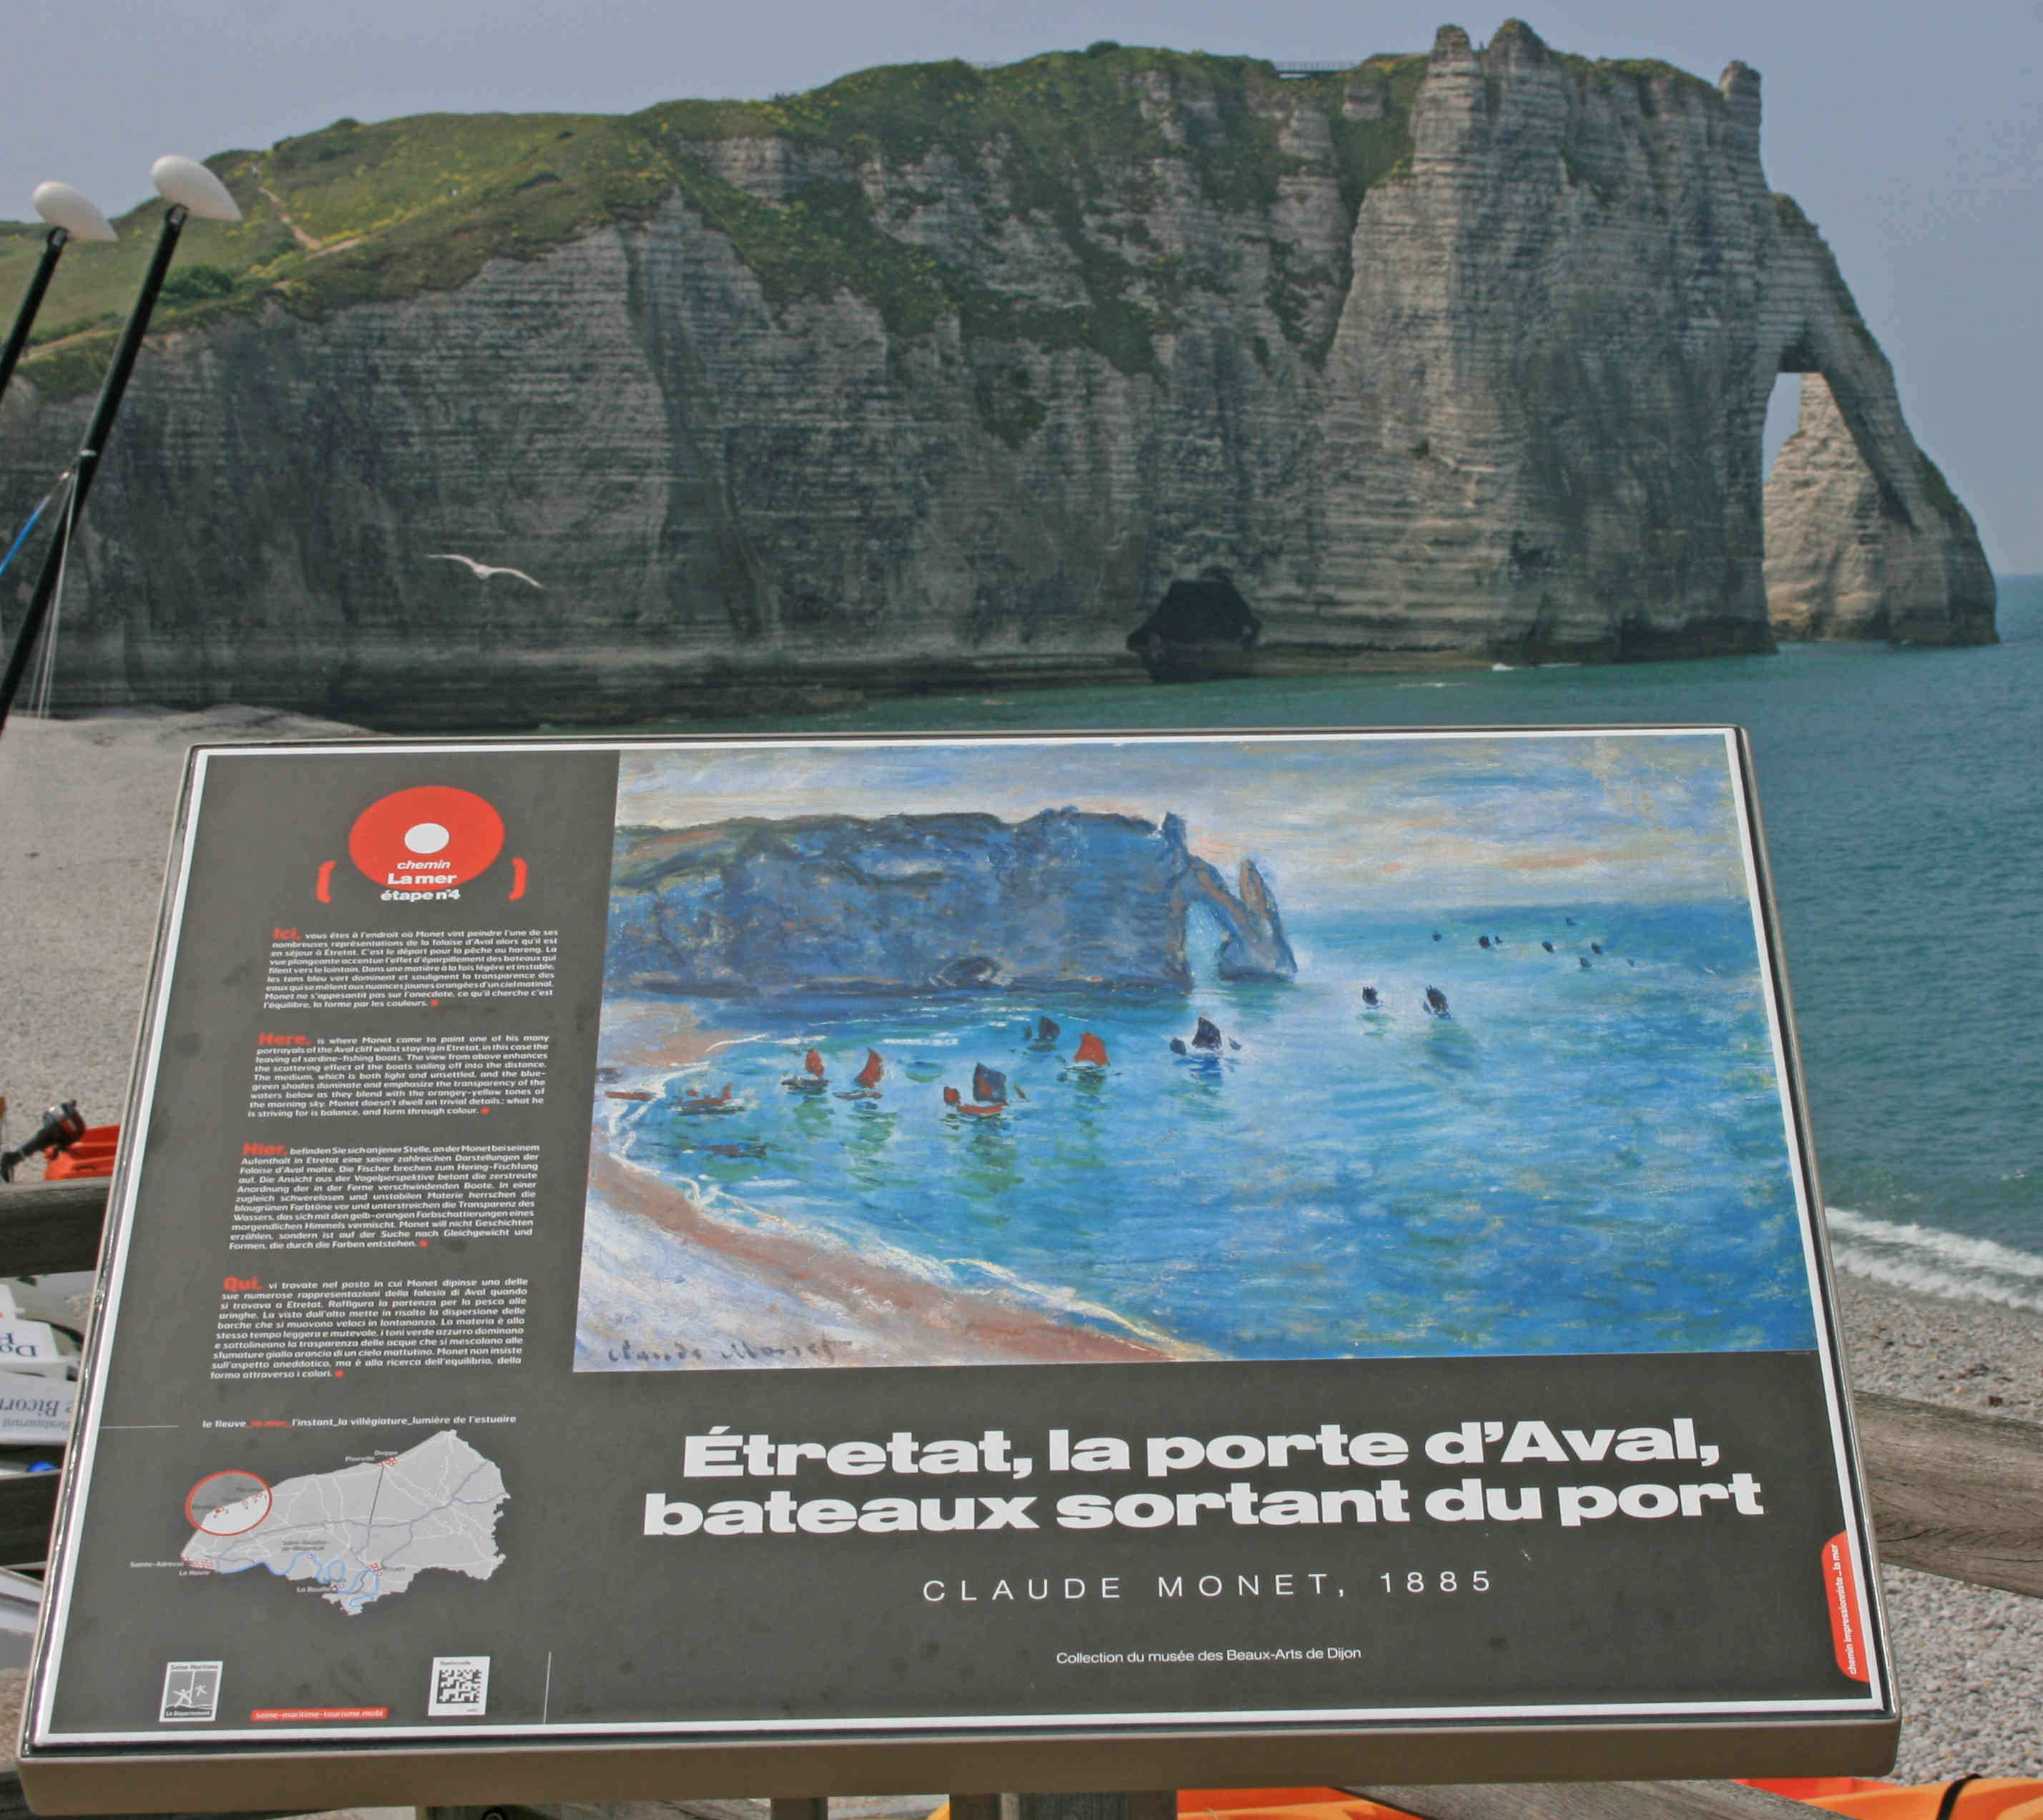 chemin
La mer
étape n°4
Ici, vous êtes à l'endroit où Monet vint peindre l'une de ses
nombreuses représentations de la falaise d'Aval alors qu'il est
en séjour à Étretat. C'est le départ pour la pêche au hareng. La
vue plongeante accentue l'effet d'éparpillement des bateaux qui
filent vers le lointain. Dans une matière à la fois légère et instable,
les tons bleu vert dominent et soulignent la transparence des
eaux qui se mêlent aux nuances jaunes orangées d'un ciel matinal.
Monet ne s'appesantit pas sur l'anecdote, ce qu'il cherche c'est
l'équilibre, la forme par les couleurs.
Here, is where Monet came to paint one of his many
portrayals of the Aval cliff whilst staying in Etretat, in this case the
leaving of sardine-fishing boats. The view from above enhances
the scattering effect of the boats sailing off into the distance.
The medium, which is both light and unsettled, and the blue-
green shades dominate and emphasize the transparency of the
waters below as they blend with the orangey-yellow tones of
the morning sky. Monet doesn't dwell on trivial details: what he
is striving for is balance, and form through colour.
Hier, befinden Sie sich an jener Stelle, an der Monet bei seinem
Aufenthalt in Etretat eine seiner zahlreichen Darstellungen der
Falaise d'Aval malte. Die Fischer brechen zum Hering-Fischfang
auf. Die Ansicht aus der Vogelperspektive betont die zerstreute
Anordnung der in der Ferne verschwindenden Boote. In einer
zugleich schwerelosen und unstabilen Materie herrschen die
blaugrünen Farbtöne vor und unterstreichen die Transparenz des
Wassers, das sich mit den gelb-orangen Farbschattierungen eines
morgendlichen Himmels vermischt. Monet will nicht Geschichten
erzählen, sondern ist auf der Suche nach Gleichgewicht und
Formen, die durch die Farben entstehen.
Qui, vi trovate nel posto in cui Monet dipinse una delle
sue numerose rappresentazioni della falesia di Aval quando
si trovava a Etretat. Raffigura la partenza per la pesca alle
aringhe. La vista dall'alto mette in risalto la dispersione delle
barche che si muovono veloci in lontananza. La materia è allo
stesso tempo leggera e mutevole, i toni verde azzurro dominano
e sottolineano la trasparenza delle acque che si mescolano alle
sfumature giallo arancio di un cielo mattutino. Monet non insiste
sull'aspetto aneddotico, ma è alla ricerca dell'equilibrio, della
forma attraverso i colori.
le fleuve_la mer_l'instant_la villégiature_lumière de l'estuaire
Dieppe
Pourville
Sainte-Adresse
Le Havre
La Bouille
Rouen
Seine-Maritime
Le Département
seine-maritime-tourisme.mobi
flashcode
Claude Monet
Étretat, la porte d'Aval,
bateaux sortant du port
CLAUDE MONET, 1885
Collection du musée des Beaux-Arts de Dijon
chemin impressionniste_la mer
Restaurant
Bicorne